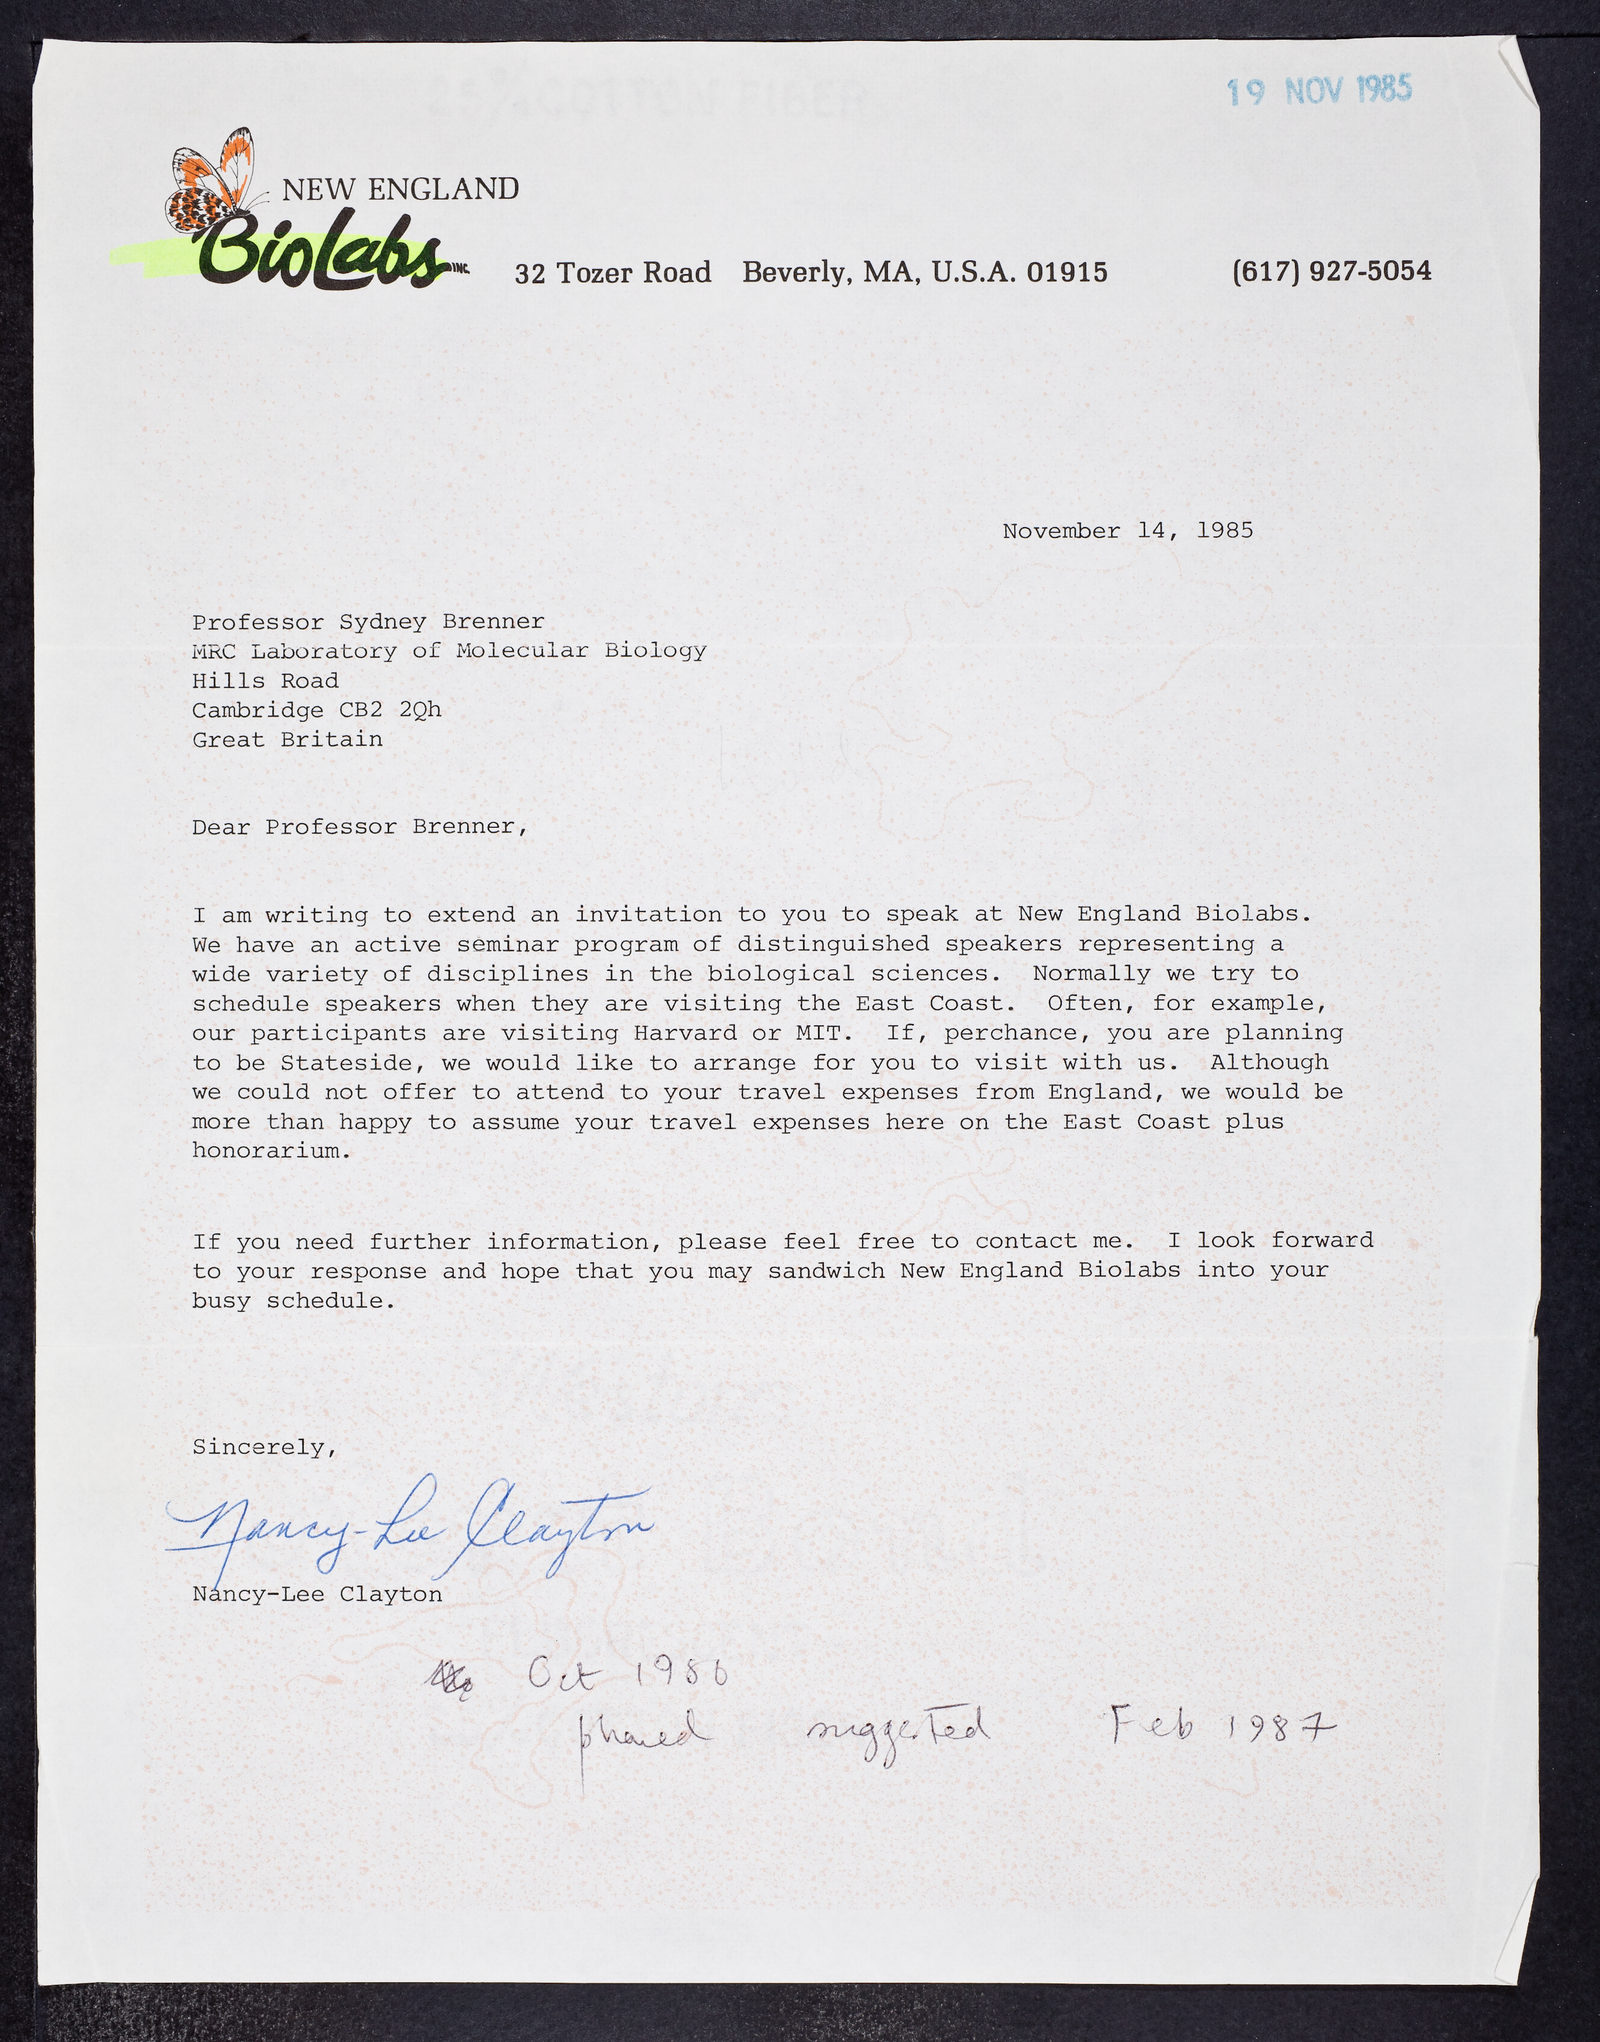 19 NOV 1985
NEW ENGLAND
BioLabs INC.
32 Tozer Road Beverly, MA, U.S.A. 01915 (617) 927-5054
November 14, 1985
Professor Sydney Brenner
MRC Laboratory of Molecular Biology
Hills Road
Cambridge CB2 2Qh
Great Britain
Dear Professor Brenner,
I am writing to extend an invitation to you to speak at New England Biolabs.
We have an active seminar program of distinguished speakers representing a
wide variety of disciplines in the biological sciences. Normally we try to
schedule speakers when they are visiting the East Coast. Often, for example,
our participants are visiting Harvard or MIT. If, perchance, you are planning
to be Stateside, we would like to arrange for you to visit with us. Although
we could not offer to attend to your travel expenses from England, we would be
more than happy to assume your travel expenses here on the East Coast plus
honorarium.
If you need further information, please feel free to contact me. I look forward
to your response and hope that you may sandwich New England Biolabs into your
busy schedule.
Sincerely,
Nancy-Lee Clayton
Nancy-Lee Clayton
Oct 1986
phoned suggested Feb 1987